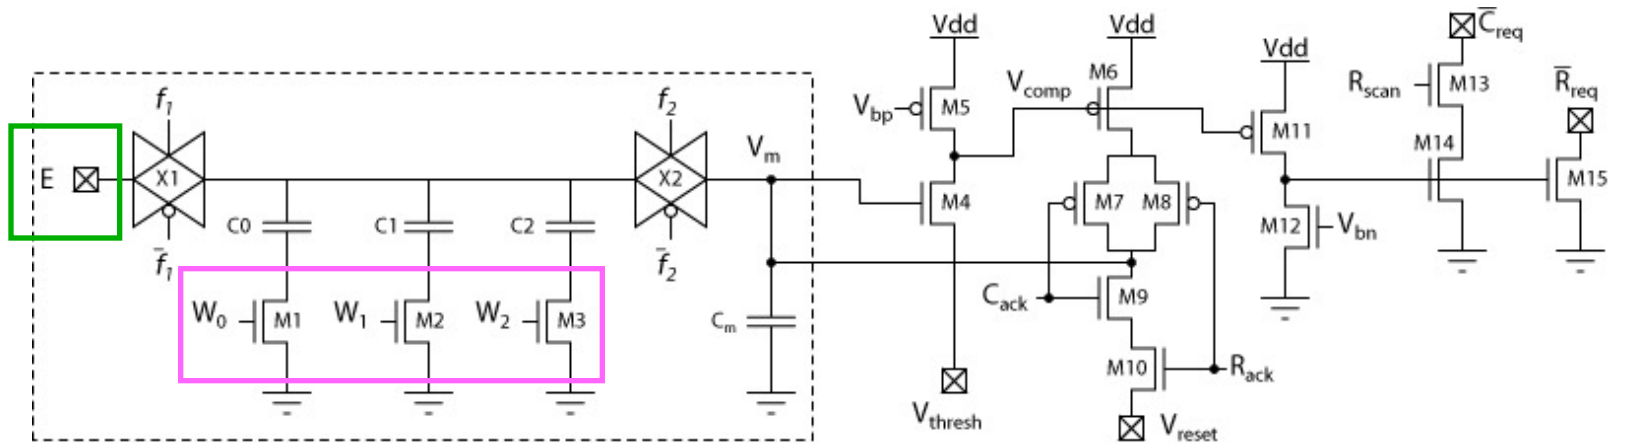 E
f1
X1
f̅1
C0
C1
C2
W0
M1
W1
M2
W2
M3
f2
X2
f̅2
Vm
Cm
Vdd
Vbp
M5
M4
Vthresh
Vcomp
Vdd
M6
M7
M8
Cack
M9
M10
Rack
Vreset
Vdd
M11
M12
Vbn
C̅req
Rscan
M13
M14
R̅req
M15